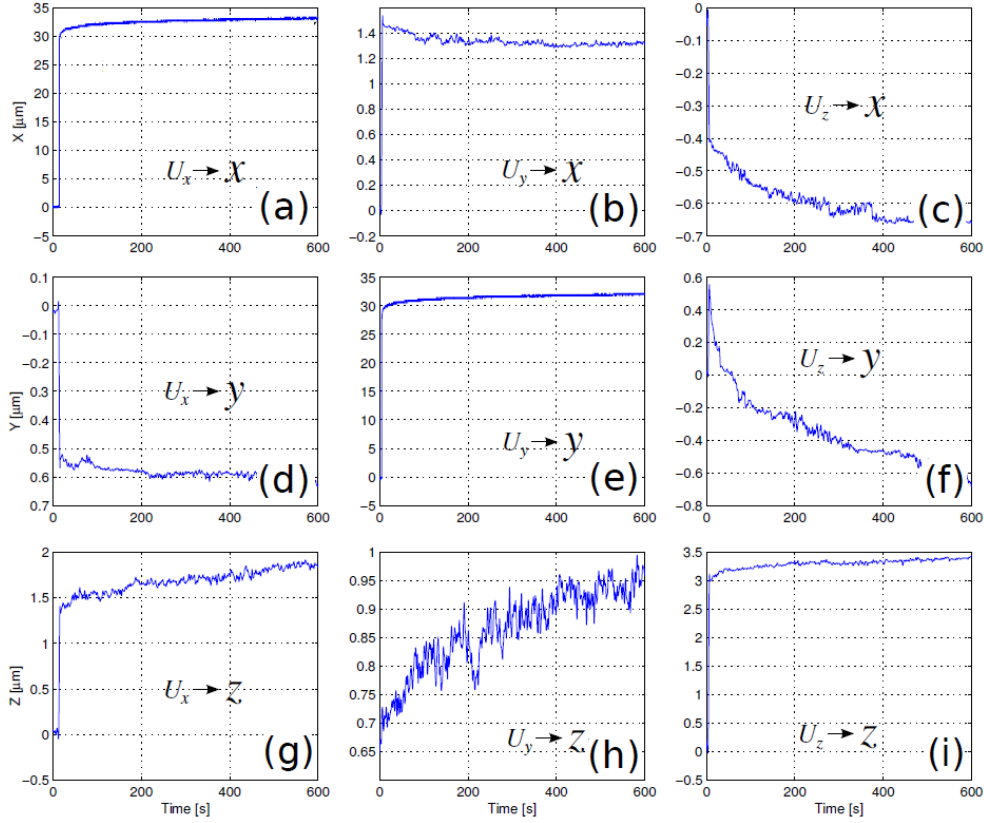 35
30
25
20
15
10
5
0
−5
X [µm]
Ux→x
(a)
0 200 400 600
1.4
1.2
1
0.8
0.6
0.4
0.2
0
0.2
Uy→x
(b)
0 200 400 600
0
−0.1
−0.2
−0.3
−0.4
−0.5
−0.6
−0.7
Uz→x
(c)
0 200 400 600
0.1
0
0.1
0.2
0.3
0.4
0.5
0.6
0.7
Y [µm]
Ux→y
(d)
0 200 400 600
35
30
25
20
15
10
5
0
−5
Uy→y
(e)
0 200 400 600
0.6
0.4
0.2
0
−0.2
−0.4
−0.6
−0.8
Uz→y
(f)
0 200 400 600
2
1.5
1
0.5
0
−0.5
Z [µm]
Ux→z
(g)
0 200 400 600
Time [s]
1
0.95
0.9
0.85
0.8
0.75
0.7
0.65
Uy→z
(h)
0 200 400 600
Time [s]
3.5
3
2.5
2
1.5
1
0.5
0
−0.5
Uz→z
(i)
0 200 400 600
Time [s]